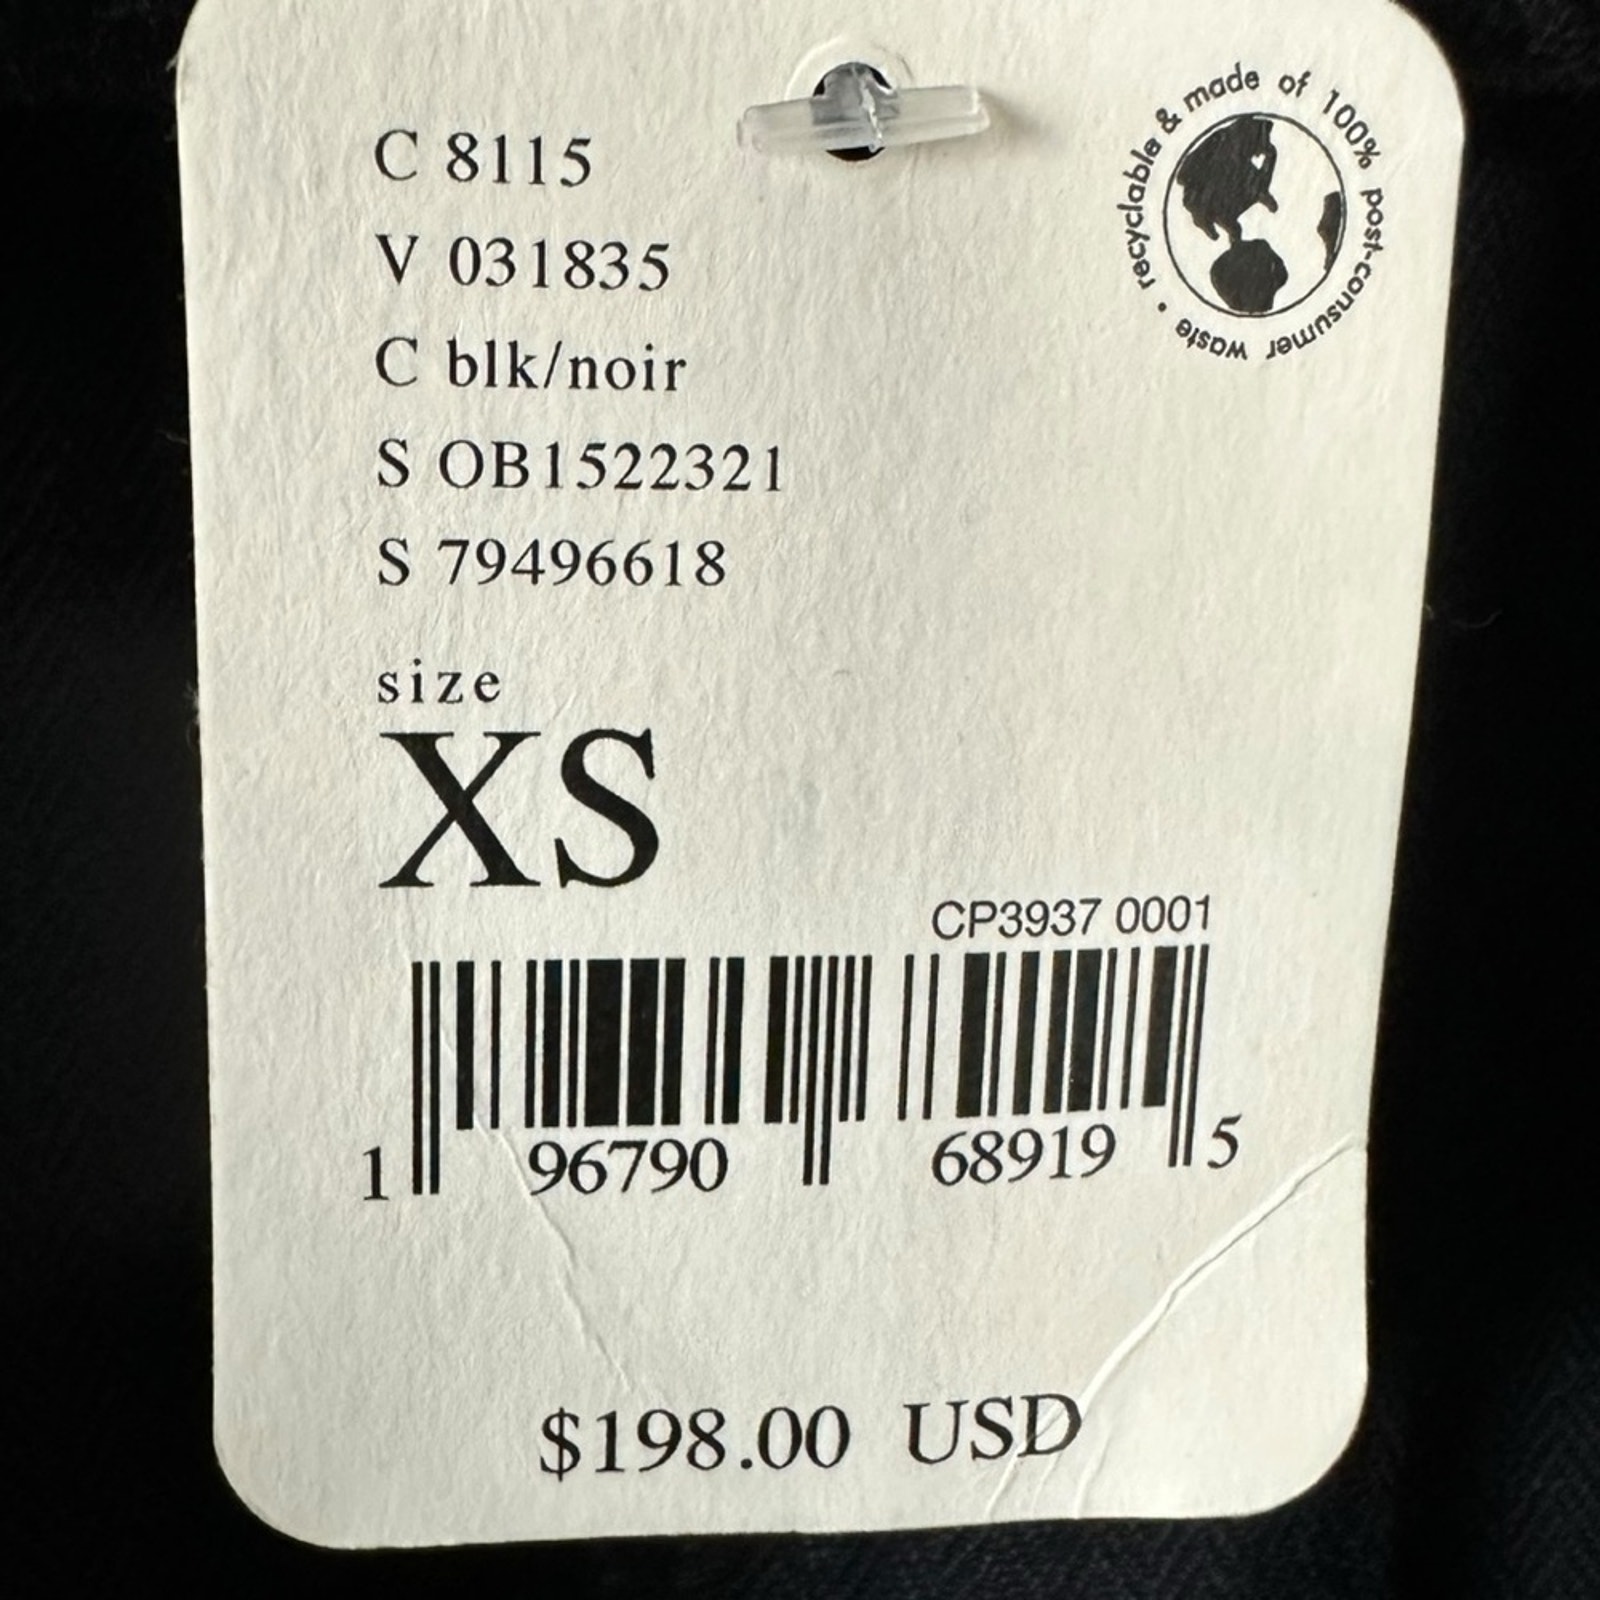 C 8115
V 031835
C blk/noir
S OB1522321
S 79496618
recyclable & made of 100% post-consumer waste •
size
XS
CP3937 0001
1 96790 68919 5
$198.00 USD